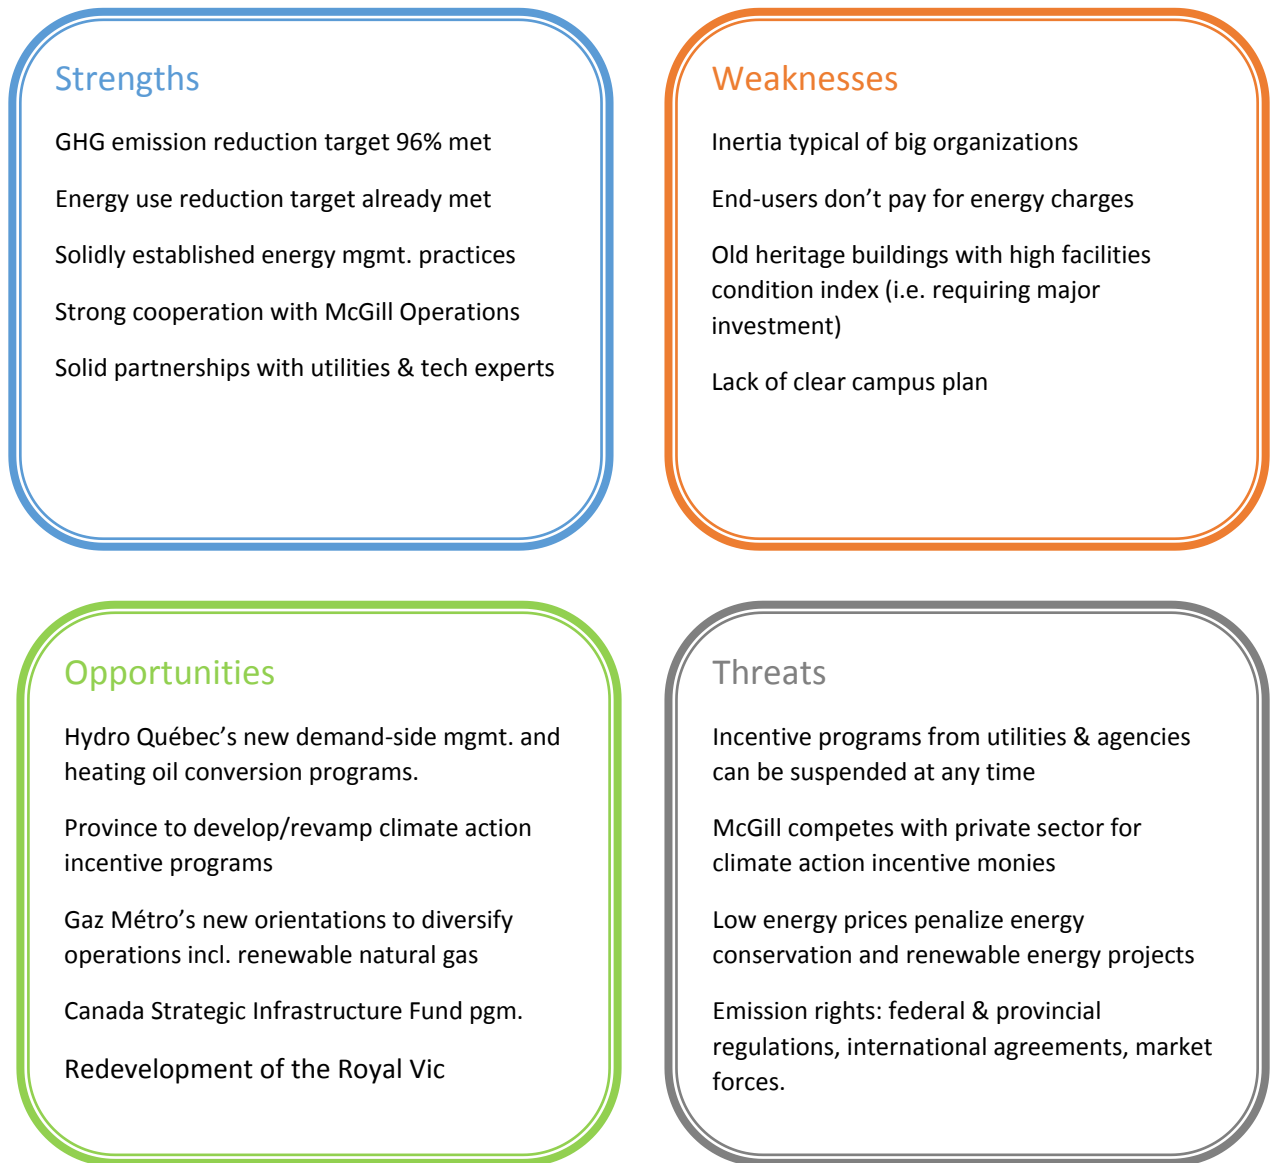 Strengths
GHG emission reduction target 96% met
Energy use reduction target already met
Solidly established energy mgmt. practices
Strong cooperation with McGill Operations
Solid partnerships with utilities & tech experts
Weaknesses
Inertia typical of big organizations
End-users don’t pay for energy charges
Old heritage buildings with high facilities
condition index (i.e. requiring major
investment)
Lack of clear campus plan
Opportunities
Hydro Québec’s new demand-side mgmt. and
heating oil conversion programs.
Province to develop/revamp climate action
incentive programs
Gaz Métro’s new orientations to diversify
operations incl. renewable natural gas
Canada Strategic Infrastructure Fund pgm.
Redevelopment of the Royal Vic
Threats
Incentive programs from utilities & agencies
can be suspended at any time
McGill competes with private sector for
climate action incentive monies
Low energy prices penalize energy
conservation and renewable energy projects
Emission rights: federal & provincial
regulations, international agreements, market
forces.